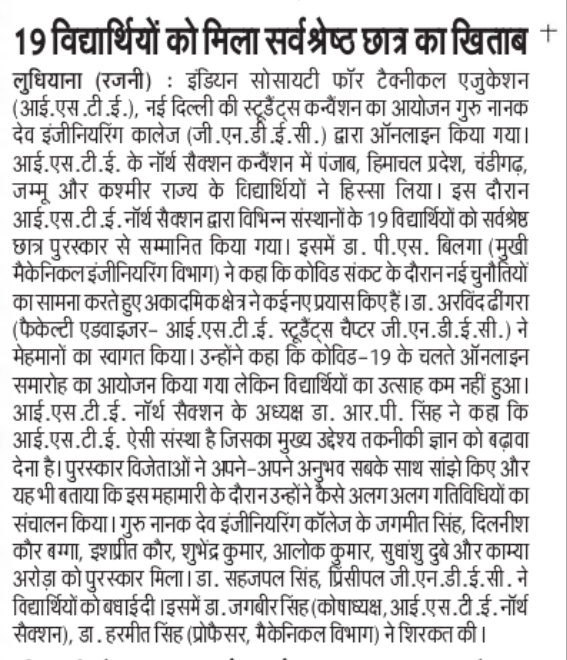 19 विद्यार्थियों को मिला सर्वश्रेष्ठ छात्र का खिताब
लुधियाना (रजनी) : इंडियन सोसायटी फॉर टैक्नीकल एजुकेशन
(आई.एस.टी.ई.), नई दिल्ली की स्टूडैंट्स कन्वैंशन का आयोजन गुरु नानक
देव इंजीनियरिंग कालेज (जी.एन.डी.ई.सी.) द्वारा ऑनलाइन किया गया।
आई.एस.टी.ई. के नॉर्थ सैक्शन कन्वैंशन में पंजाब, हिमाचल प्रदेश, चंडीगढ़,
जम्मू और कश्मीर राज्य के विद्यार्थियों ने हिस्सा लिया। इस दौरान
आई.एस.टी.ई. नॉर्थ सैक्शन द्वारा विभिन्न संस्थानों के 19 विद्यार्थियों को सर्वश्रेष्ठ
छात्र पुरस्कार से सम्मानित किया गया। इसमें डा. पी.एस. बिलगा (मुखी
मैकेनिकल इंजीनियरिंग विभाग) ने कहा कि कोविड संकट के दौरान नई चुनौतियों
का सामना करते हुए अकादमिक क्षेत्र ने कई नए प्रयास किए हैं। डा. अरविंद ढींगरा
(फैकेल्टी एडवाइजर- आई.एस.टी.ई. स्टूडैंट्स चैप्टर जी.एन.डी.ई.सी.) ने
मेहमानों का स्वागत किया। उन्होंने कहा कि कोविड-19 के चलते ऑनलाइन
समारोह का आयोजन किया गया लेकिन विद्यार्थियों का उत्साह कम नहीं हुआ।
आई.एस.टी.ई. नॉर्थ सैक्शन के अध्यक्ष डा. आर.पी. सिंह ने कहा कि
आई.एस.टी.ई. ऐसी संस्था है जिसका मुख्य उद्देश्य तकनीकी ज्ञान को बढ़ावा
देना है। पुरस्कार विजेताओं ने अपने-अपने अनुभव सबके साथ सांझे किए और
यह भी बताया कि इस महामारी के दौरान उन्होंने कैसे अलग अलग गतिविधियों का
संचालन किया। गुरु नानक देव इंजीनियरिंग कॉलेज के जगमीत सिंह, दिलनीश
कौर बग्गा, इशप्रीत कौर, शुभेंद्र कुमार, आलोक कुमार, सुधांशु दुबे और काम्या
अरोड़ा को पुरस्कार मिला। डा. सहजपल सिंह, प्रिंसीपल जी.एन.डी.ई.सी. ने
विद्यार्थियों को बधाई दी। इसमें डा. जगबीर सिंह (कोषाध्यक्ष, आई.एस.टी.ई. नॉर्थ
सैक्शन), डा. हरमीत सिंह (प्रोफैसर, मैकेनिकल विभाग) ने शिरकत की।